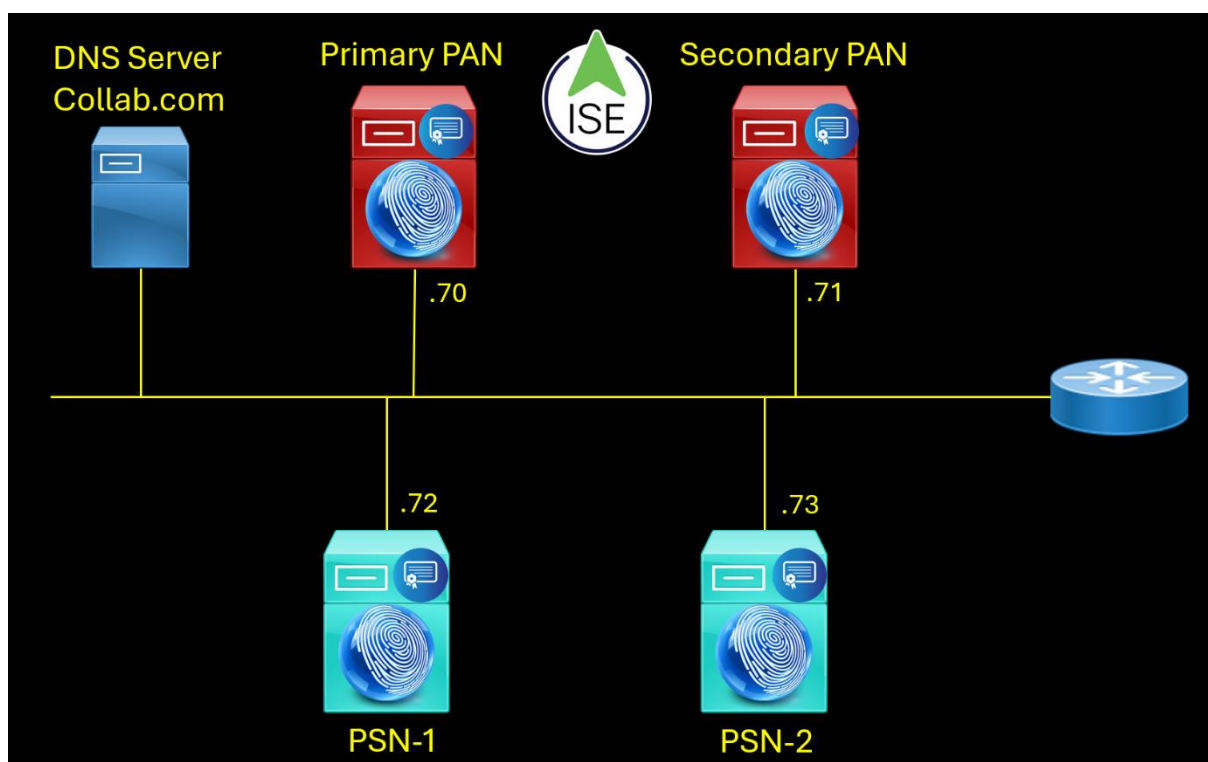 DNS Server
Collab.com
Primary PAN
ISE
Secondary PAN
.70
.71
.72
.73
PSN-1
PSN-2